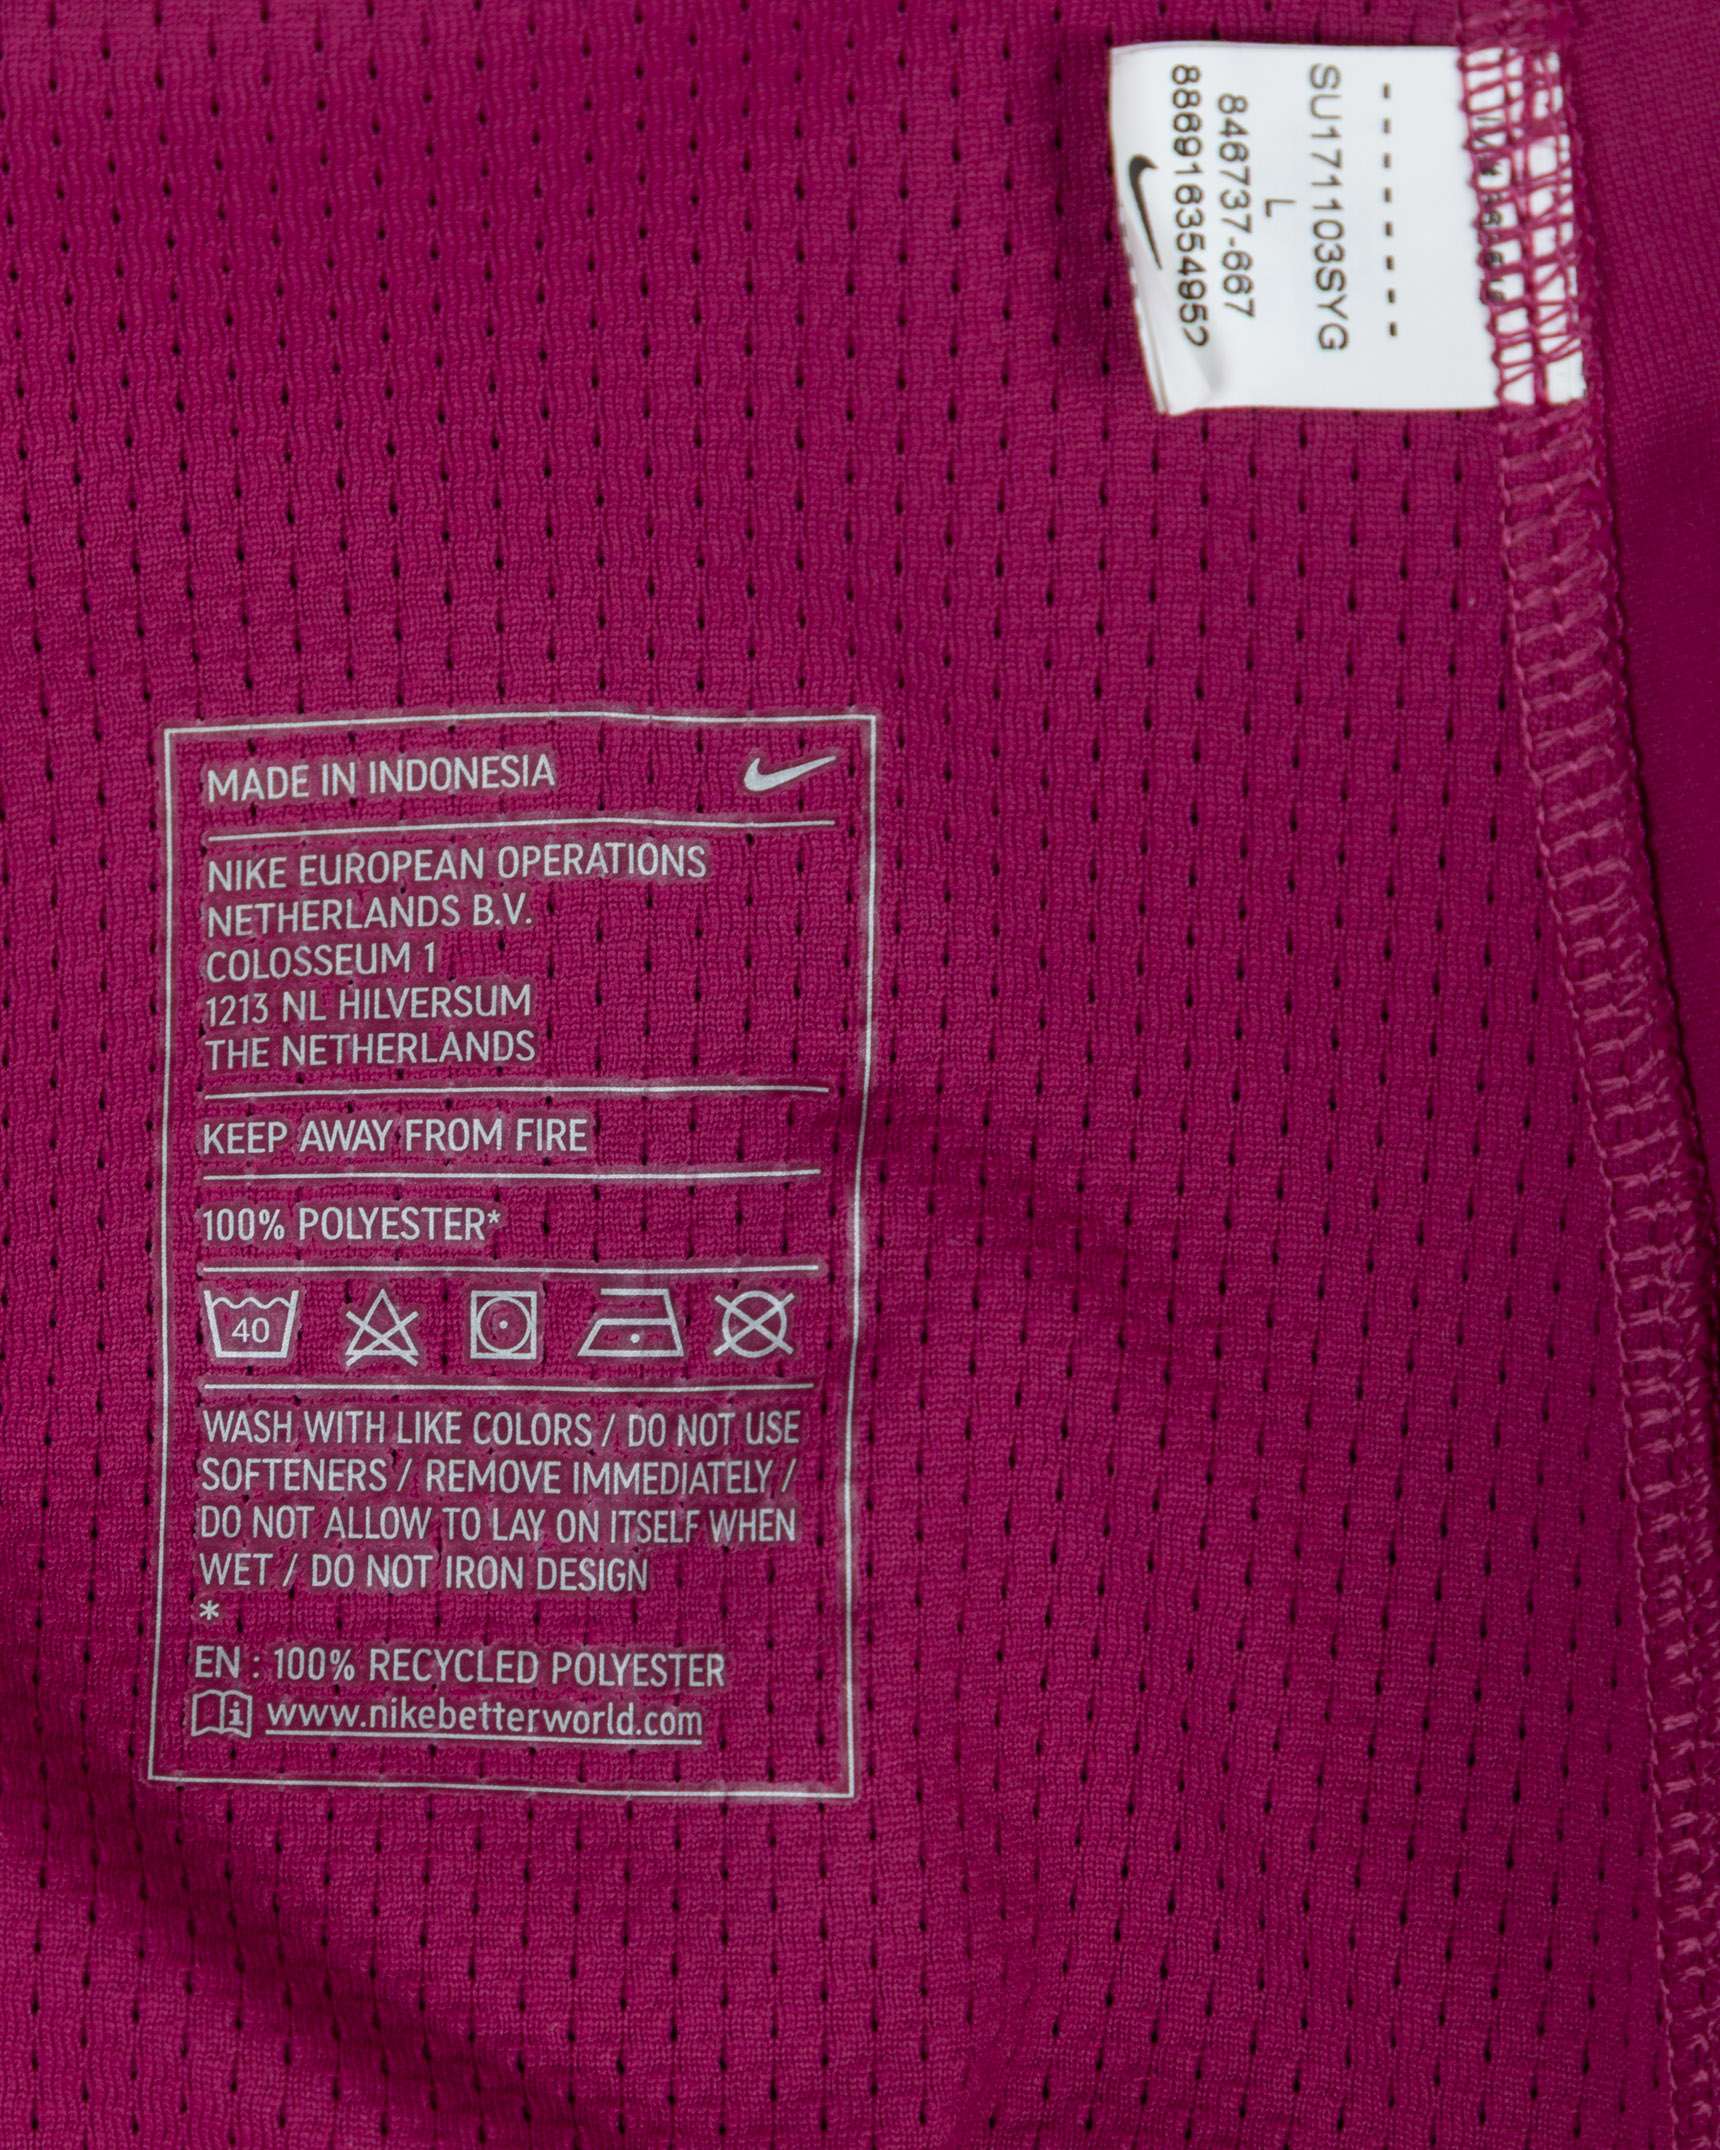 SU171103SYG
L
846737-667
MADE IN INDONESIA
NIKE EUROPEAN OPERATIONS
NETHERLANDS B.V.
COLOSSEUM 1
1213 NL HILVERSUM
THE NETHERLANDS
KEEP AWAY FROM FIRE
100% POLYESTER*
40
WASH WITH LIKE COLORS / DO NOT USE
SOFTENERS / REMOVE IMMEDIATELY /
DO NOT ALLOW TO LAY ON ITSELF WHEN
WET / DO NOT IRON DESIGN
*
EN : 100% RECYCLED POLYESTER
www.nikebetterworld.com